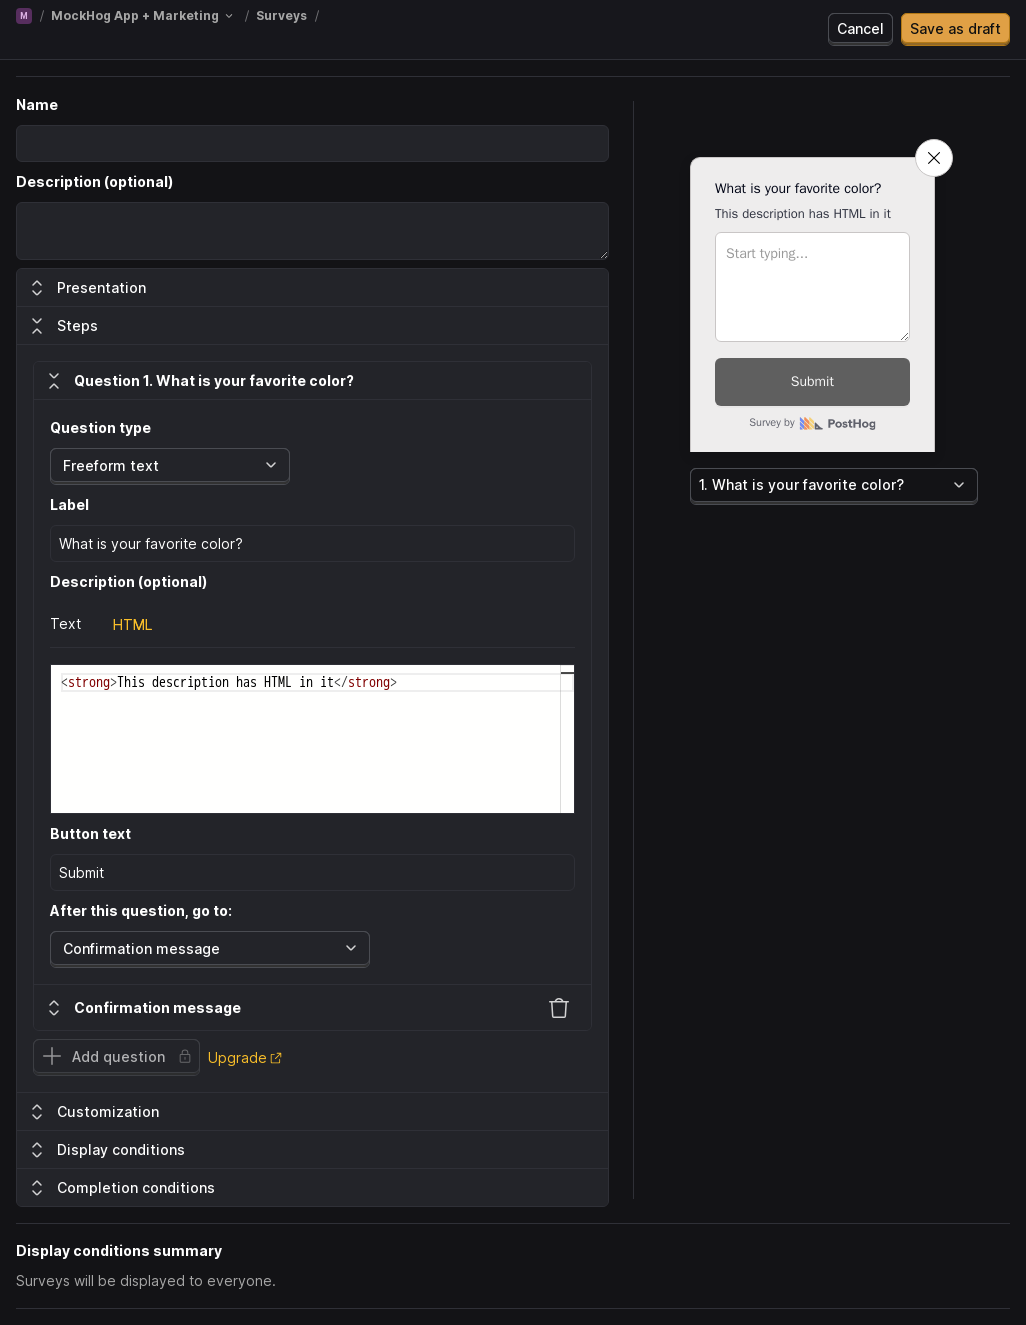 M / MockHog App + Marketing / Surveys /
Cancel
Save as draft
Name
Description (optional)
Presentation
Steps
Question 1. What is your favorite color?
Question type
Freeform text
Label
What is your favorite color?
Description (optional)
Text HTML
<strong>This description has HTML in it</strong>
Button text
Submit
After this question, go to:
Confirmation message
Confirmation message
Add question
Upgrade
Customization
Display conditions
Completion conditions
What is your favorite color?
This description has HTML in it
Start typing...
Submit
Survey by PostHog
1. What is your favorite color?
Display conditions summary
Surveys will be displayed to everyone.